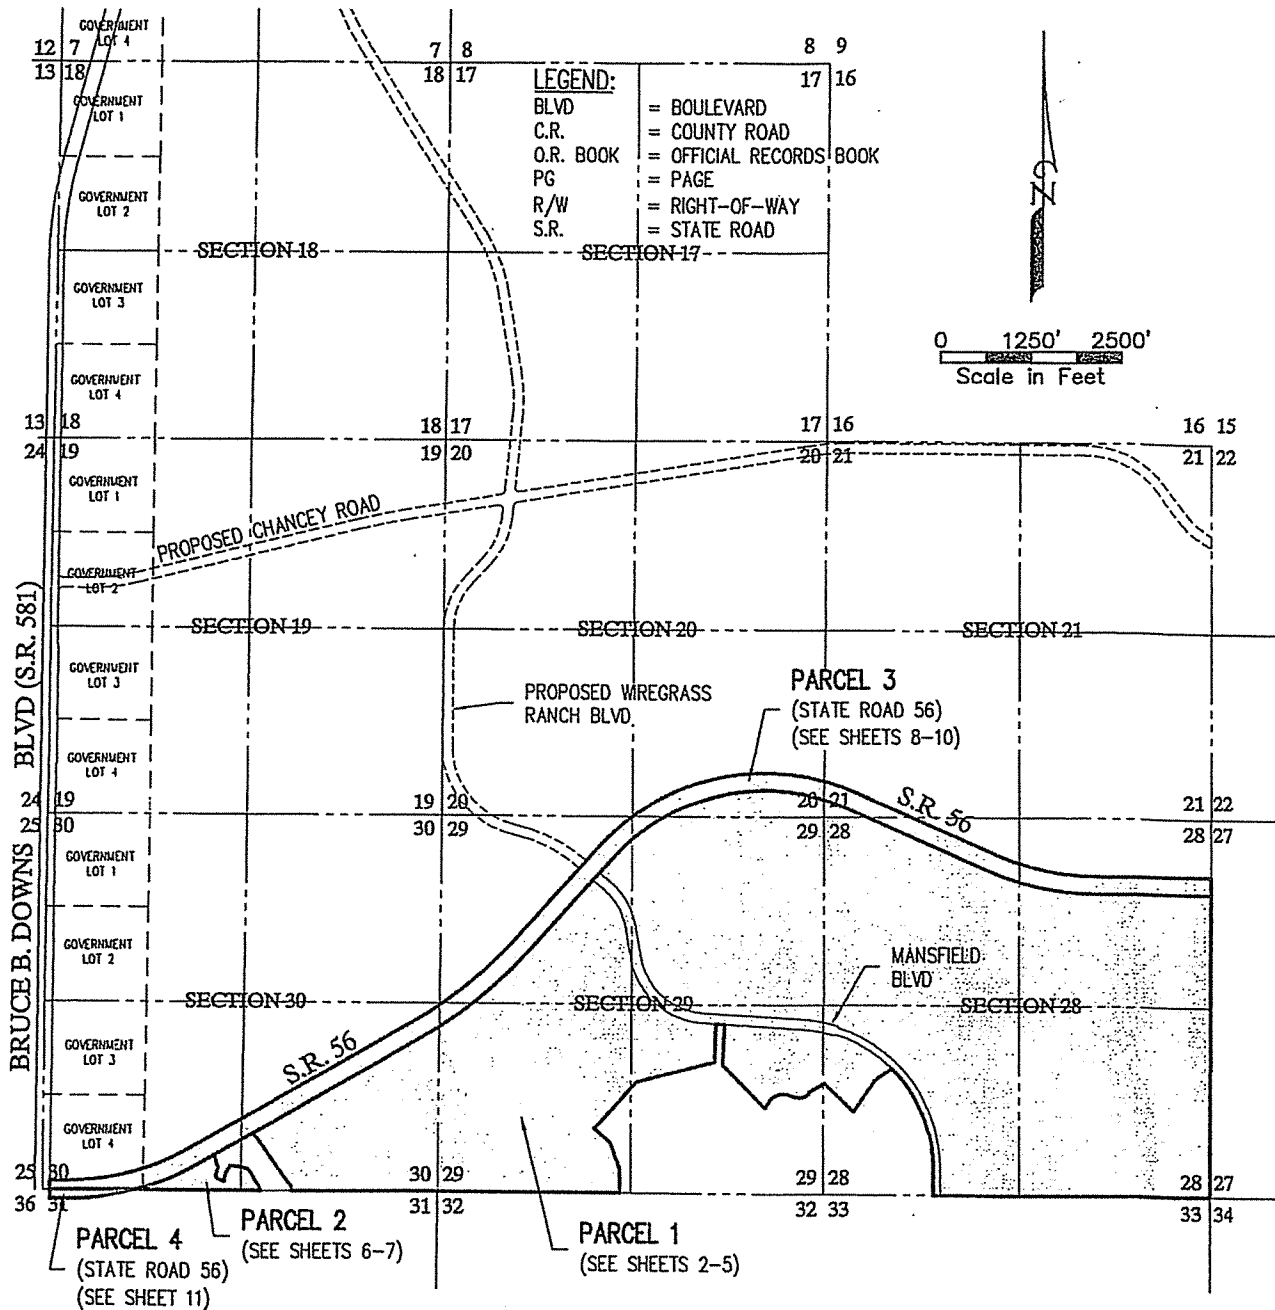 GOVERNMENT
LOT 4
12 7
7 8
8 9
13 18
18 17
17 16
LEGEND:
BLVD = BOULEVARD
C.R. = COUNTY ROAD
O.R. BOOK = OFFICIAL RECORDS BOOK
PG = PAGE
R/W = RIGHT-OF-WAY
S.R. = STATE ROAD
GOVERNMENT
LOT 1
GOVERNMENT
LOT 2
N
SECTION 18
SECTION 17
GOVERNMENT
LOT 3
0 1250' 2500'
Scale in Feet
GOVERNMENT
LOT 4
13 18
18 17
17 16
16 15
24 19
19 20
20 21
21 22
GOVERNMENT
LOT 1
PROPOSED CHANCEY ROAD
GOVERNMENT
LOT 2
SECTION 19
SECTION 20
SECTION 21
BRUCE B. DOWNS BLVD (S.R. 581)
GOVERNMENT
LOT 3
PROPOSED WIREGRASS
RANCH BLVD
PARCEL 3
(STATE ROAD 56)
(SEE SHEETS 8-10)
GOVERNMENT
LOT 4
24 19
19 20
20 21
S.R. 56
21 22
25 30
30 29
29 28
28 27
GOVERNMENT
LOT 1
GOVERNMENT
LOT 2
MANSFIELD
BLVD
SECTION 30
SECTION 29
SECTION 28
GOVERNMENT
LOT 3
S.R. 56
GOVERNMENT
LOT 4
25 30
30 29
29 28
28 27
36 31
31 32
32 33
33 34
PARCEL 4
(STATE ROAD 56)
(SEE SHEET 11)
PARCEL 2
(SEE SHEETS 6-7)
PARCEL 1
(SEE SHEETS 2-5)